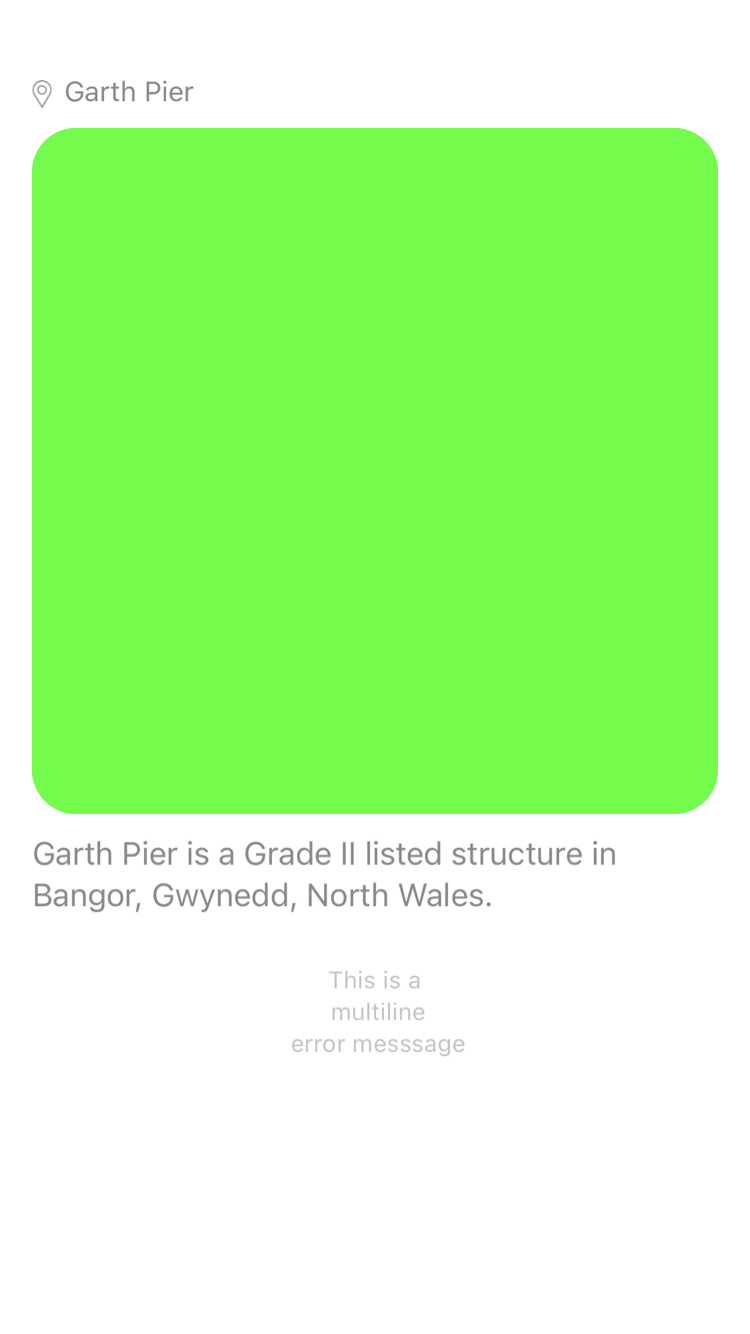 Garth Pier
Garth Pier is a Grade II listed structure in
Bangor, Gwynedd, North Wales.
This is a
multiline
error messsage